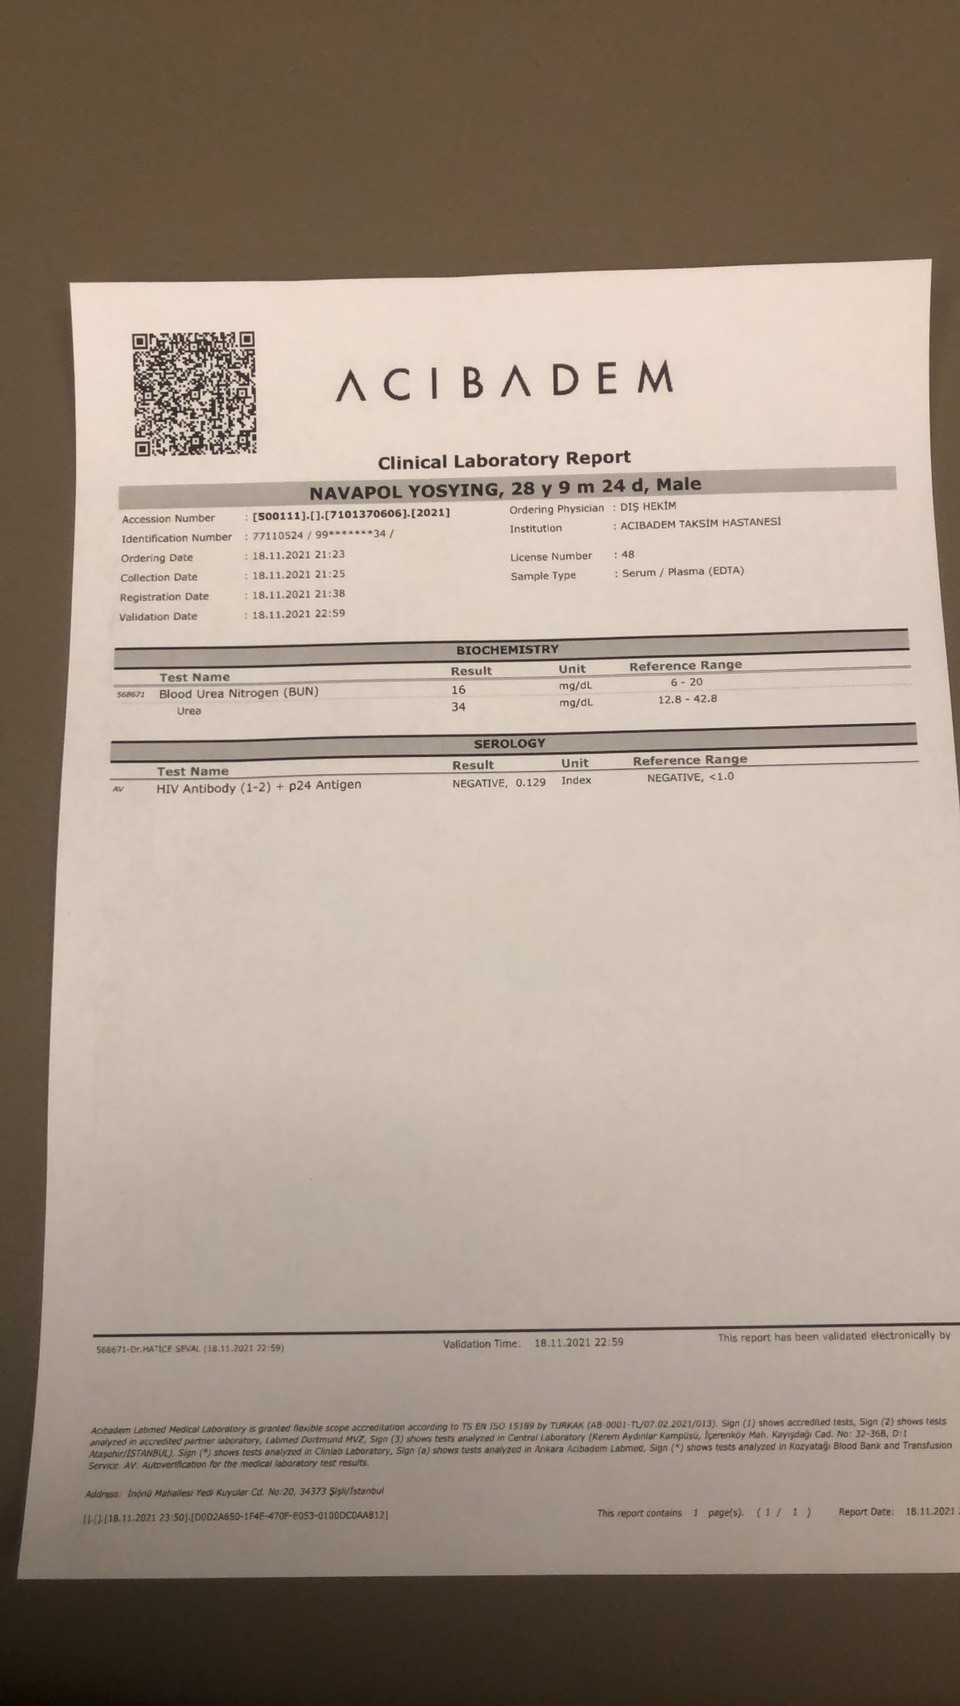 ACIBADEM
Clinical Laboratory Report
NAVAPOL YOSYING, 28 y 9 m 24 d, Male
Accession Number : [500111].[].[7101370606].[2021]
Ordering Physician : DIŞ HEKİM
Identification Number : 77110524 / 99*******34 /
Institution : ACIBADEM TAKSİM HASTANESİ
Ordering Date : 18.11.2021 21:23
License Number : 48
Collection Date : 18.11.2021 21:25
Sample Type : Serum / Plasma (EDTA)
Registration Date : 18.11.2021 21:38
Validation Date : 18.11.2021 22:59
BIOCHEMISTRY
Test Name Result Unit Reference Range
568671 Blood Urea Nitrogen (BUN) 16 mg/dL 6 - 20
Urea 34 mg/dL 12.8 - 42.8
SEROLOGY
Test Name Result Unit Reference Range
AV HIV Antibody (1-2) + p24 Antigen NEGATIVE, 0.129 Index NEGATIVE, <1.0
568671-Dr.HATICE SEVAL (18.11.2021 22:59) Validation Time: 18.11.2021 22:59 This report has been validated electronically by
Acıbadem Labmed Medical Laboratory is granted flexible scope accreditation according to TS EN ISO 15189 by TURKAK (AB-0001-TL/07.02.2021/013). Sign (1) shows accredited tests, Sign (2) shows tests
analyzed in accredited partner laboratory, Labmed Dortmund MVZ, Sign (3) shows tests analyzed in Central Laboratory (Kerem Aydınlar Kampüsü, İçerenköy Mah. Kayışdağı Cad. No: 32-36B, D:1
Ataşehir/İSTANBUL), Sign (°) shows tests analyzed in Clinlab Laboratory, Sign (a) shows tests analyzed in Ankara Acıbadem Labmed, Sign (*) shows tests analyzed in Kozyatağı Blood Bank and Transfusion
Service. AV: Autoverification for the medical laboratory test results.
Address: İnönü Mahallesi Yedi Kuyular Cd. No:20, 34373 Şişli/İstanbul
[].[].[18.11.2021 23:50].[D002A650-1F4F-470F-E053-0100DC0AA812] This report contains 1 page(s). ( 1 / 1 ) Report Date: 18.11.2021